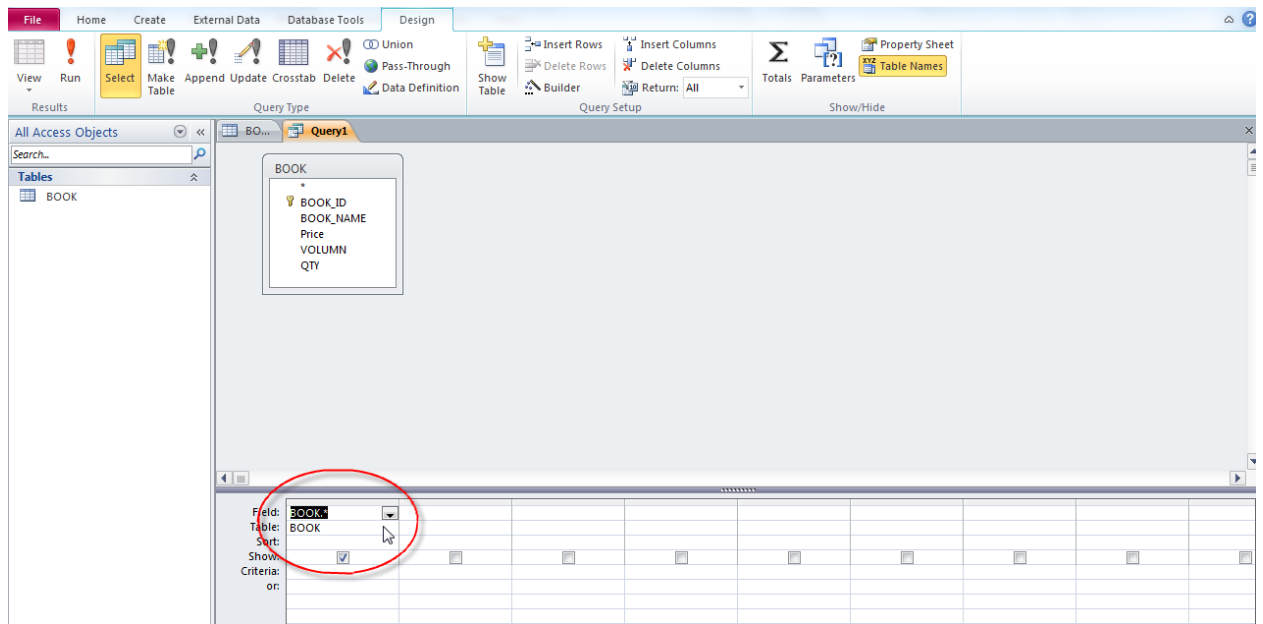 File Home Create External Data Database Tools Design
Union Insert Rows Insert Columns Property Sheet
Pass-Through Delete Rows Delete Columns Table Names
View Run Select Make Table Append Update Crosstab Delete Data Definition Show Table Builder Return: All Totals Parameters
Results Query Type Query Setup Show/Hide
All Access Objects BO... Query1
Search...
Tables
BOOK
BOOK
*
BOOK_ID
BOOK_NAME
Price
VOLUMN
QTY
Field: BOOK.*
Table: BOOK
Sort:
Show:
Criteria:
or: